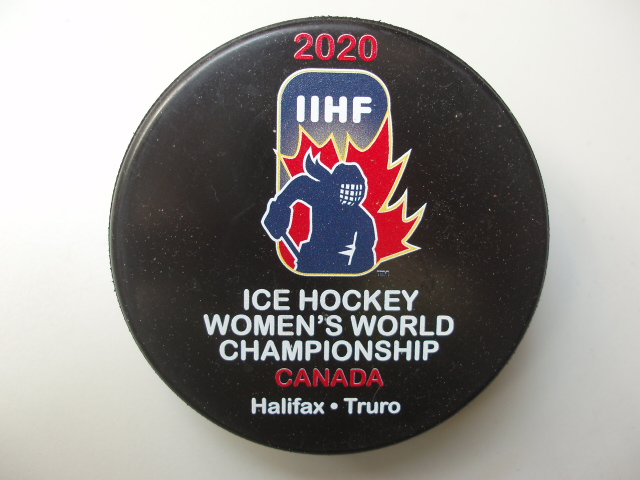 2020
IIHF
ICE HOCKEY
WOMEN'S WORLD
CHAMPIONSHIP
CANADA
Halifax • Truro